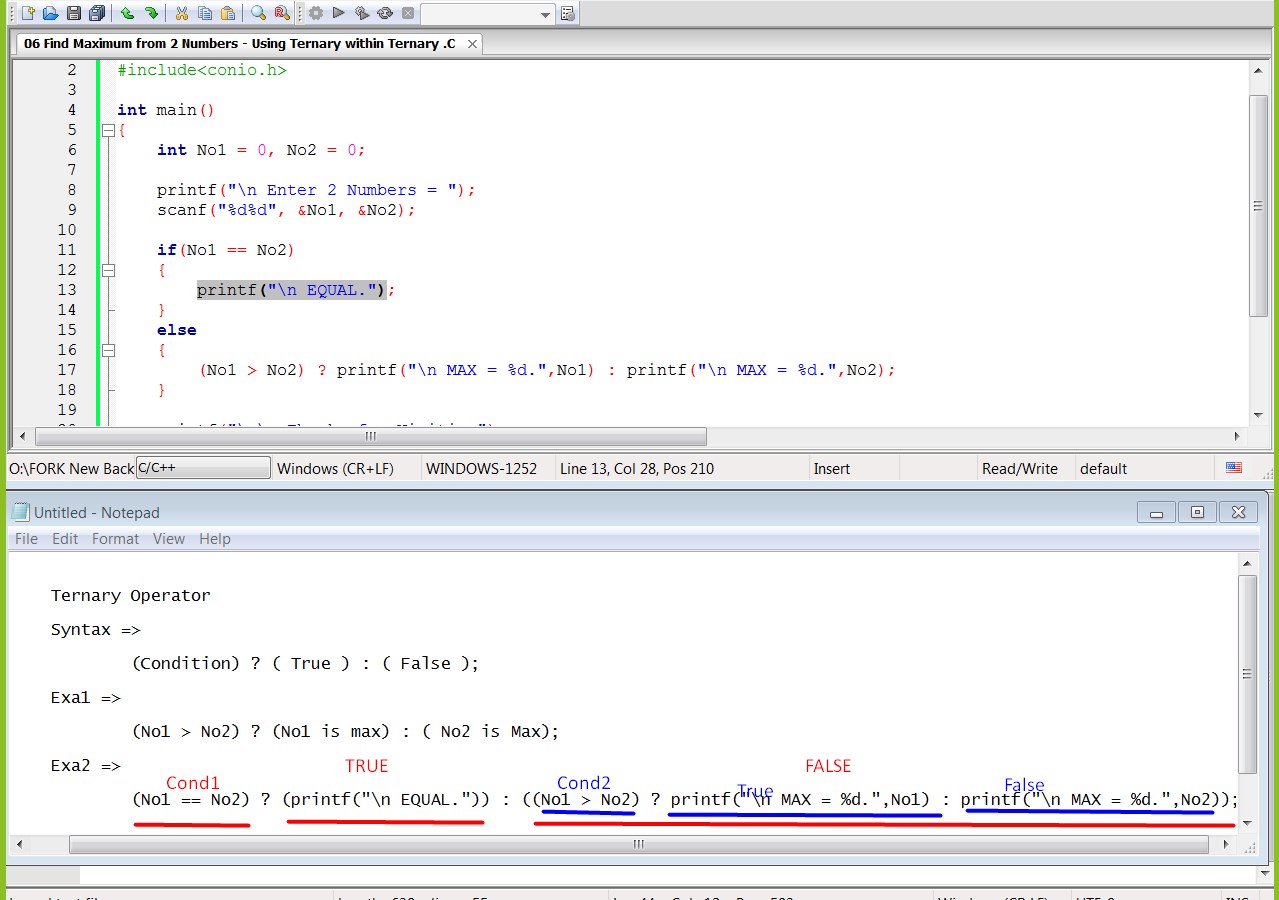 06 Find Maximum from 2 Numbers - Using Ternary within Ternary .C
2 #include<conio.h>
3
4 int main()
5 {
6 int No1 = 0, No2 = 0;
7
8 printf("\n Enter 2 Numbers = ");
9 scanf("%d%d", &No1, &No2);
10
11 if(No1 == No2)
12 {
13 printf("\n EQUAL.");
14 }
15 else
16 {
17 (No1 > No2) ? printf("\n MAX = %d.",No1) : printf("\n MAX = %d.",No2);
18 }
19
O:\FORK New Back C/C++ Windows (CR+LF) WINDOWS-1252 Line 13, Col 28, Pos 210 Insert Read/Write default
Untitled - Notepad
File Edit Format View Help
Ternary Operator
Syntax =>
(Condition) ? ( True ) : ( False );
Exa1 =>
(No1 > No2) ? (No1 is max) : ( No2 is Max);
Exa2 =>
TRUE FALSE
Cond1 Cond2 True False
(No1 == No2) ? (printf("\n EQUAL.")) : ((No1 > No2) ? printf("\n MAX = %d.",No1) : printf("\n MAX = %d.",No2));